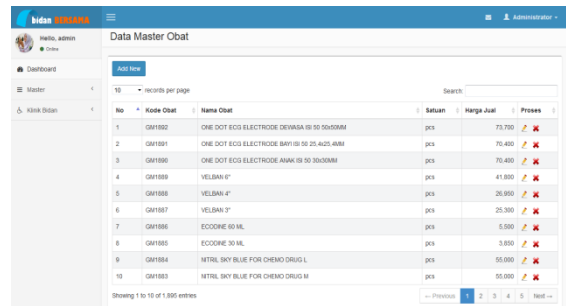 bidan BERSAMA
Administrator
Hello, admin
Online
Data Master Obat
Dashboard
Master
Klinik Bidan
Add New
10 records per page
Search:
No Kode Obat Nama Obat Satuan Harga Jual Proses
1 GM1892 ONE DOT ECG ELECTRODE DEWASA ISI 50 50x50MM pcs 73,700
2 GM1891 ONE DOT ECG ELECTRODE BAYI ISI 50 25,4x25,4MM pcs 70,400
3 GM1890 ONE DOT ECG ELECTRODE ANAK ISI 50 30x30MM pcs 70,400
4 GM1889 VELBAN 6" pcs 41,800
5 GM1888 VELBAN 4" pcs 26,950
6 GM1887 VELBAN 3" pcs 25,300
7 GM1886 ECODINE 60 ML pcs 5,500
8 GM1885 ECODINE 30 ML pcs 3,850
9 GM1884 NITRIL SKY BLUE FOR CHEMO DRUG L pcs 55,000
10 GM1883 NITRIL SKY BLUE FOR CHEMO DRUG M pcs 55,000
Showing 1 to 10 of 1,895 entries
← Previous 1 2 3 4 5 Next →